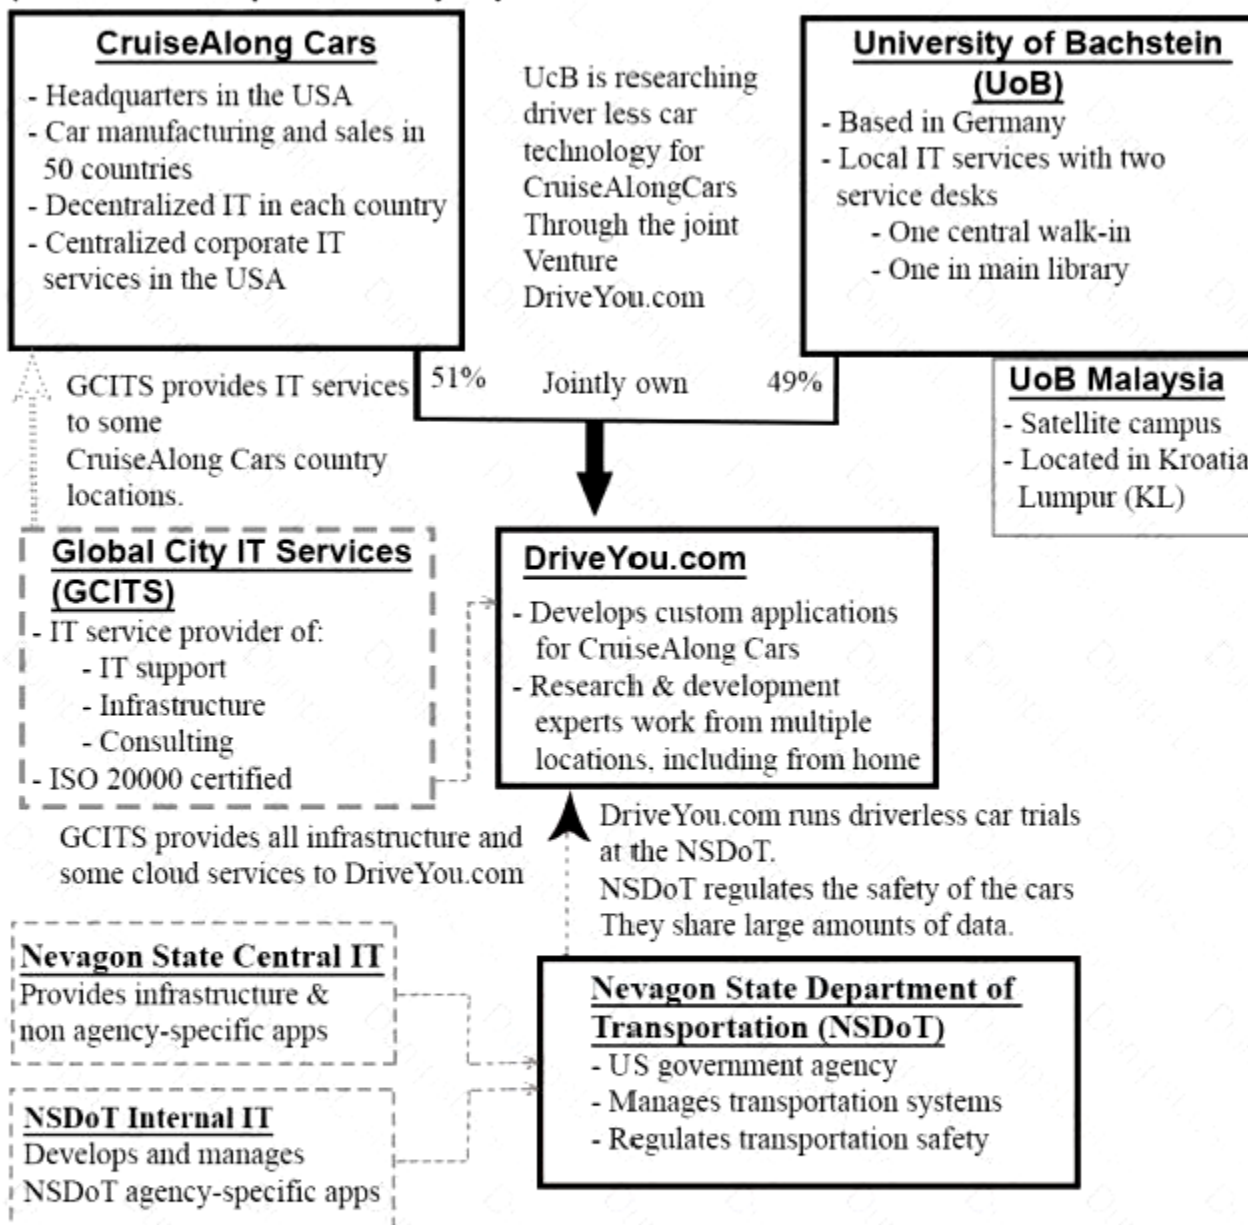 CruiseAlong Cars
- Headquarters in the USA
- Car manufacturing and sales in
50 countries
- Decentralized IT in each country
- Centralized corporate IT
services in the USA
UcB is researching
driver less car
technology for
CruiseAlongCars
Through the joint
Venture
DriveYou.com
University of Bachstein
(UoB)
- Based in Germany
- Local IT services with two
service desks
- One central walk-in
- One in main library
51%
Jointly own
49%
UoB Malaysia
- Satellite campus
- Located in Kroatia
Lumpur (KL)
GCITS provides IT services
to some
CruiseAlong Cars country
locations.
Global City IT Services
(GCITS)
- IT service provider of:
- IT support
- Infrastructure
- Consulting
- ISO 20000 certified
DriveYou.com
- Develops custom applications
for CruiseAlong Cars
- Research & development
experts work from multiple
locations, including from home
GCITS provides all infrastructure and
some cloud services to DriveYou.com
DriveYou.com runs driverless car trials
at the NSDoT.
NSDoT regulates the safety of the cars
They share large amounts of data.
Nevagon State Central IT
Provides infrastructure &
non agency-specific apps
NSDoT Internal IT
Develops and manages
NSDoT agency-specific apps
Nevagon State Department of
Transportation (NSDoT)
- US government agency
- Manages transportation systems
- Regulates transportation safety